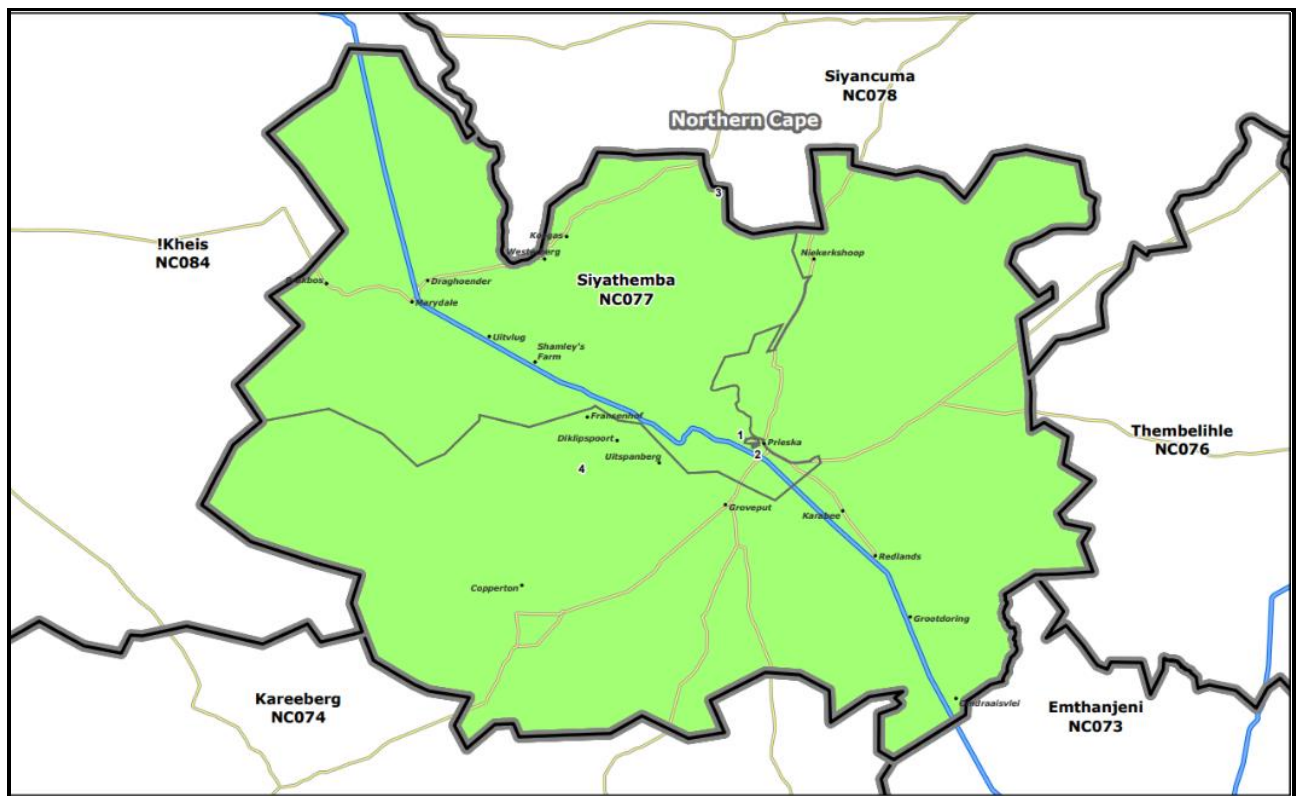 Siyancuma
NC078
Northern Cape
3
!Kheis
NC084
Niekerkshoop
Draghoender
Siyathemba
NC077
Marydale
Uitvlug
Shamley's
Farm
Fransenhof
Diklipspoort
1
Prieska
2
Uitspanberg
4
Thembelihle
NC076
Groveput
Karabee
Redlands
Copperton
Grootdoring
Kareeberg
NC074
Emthanjeni
NC073